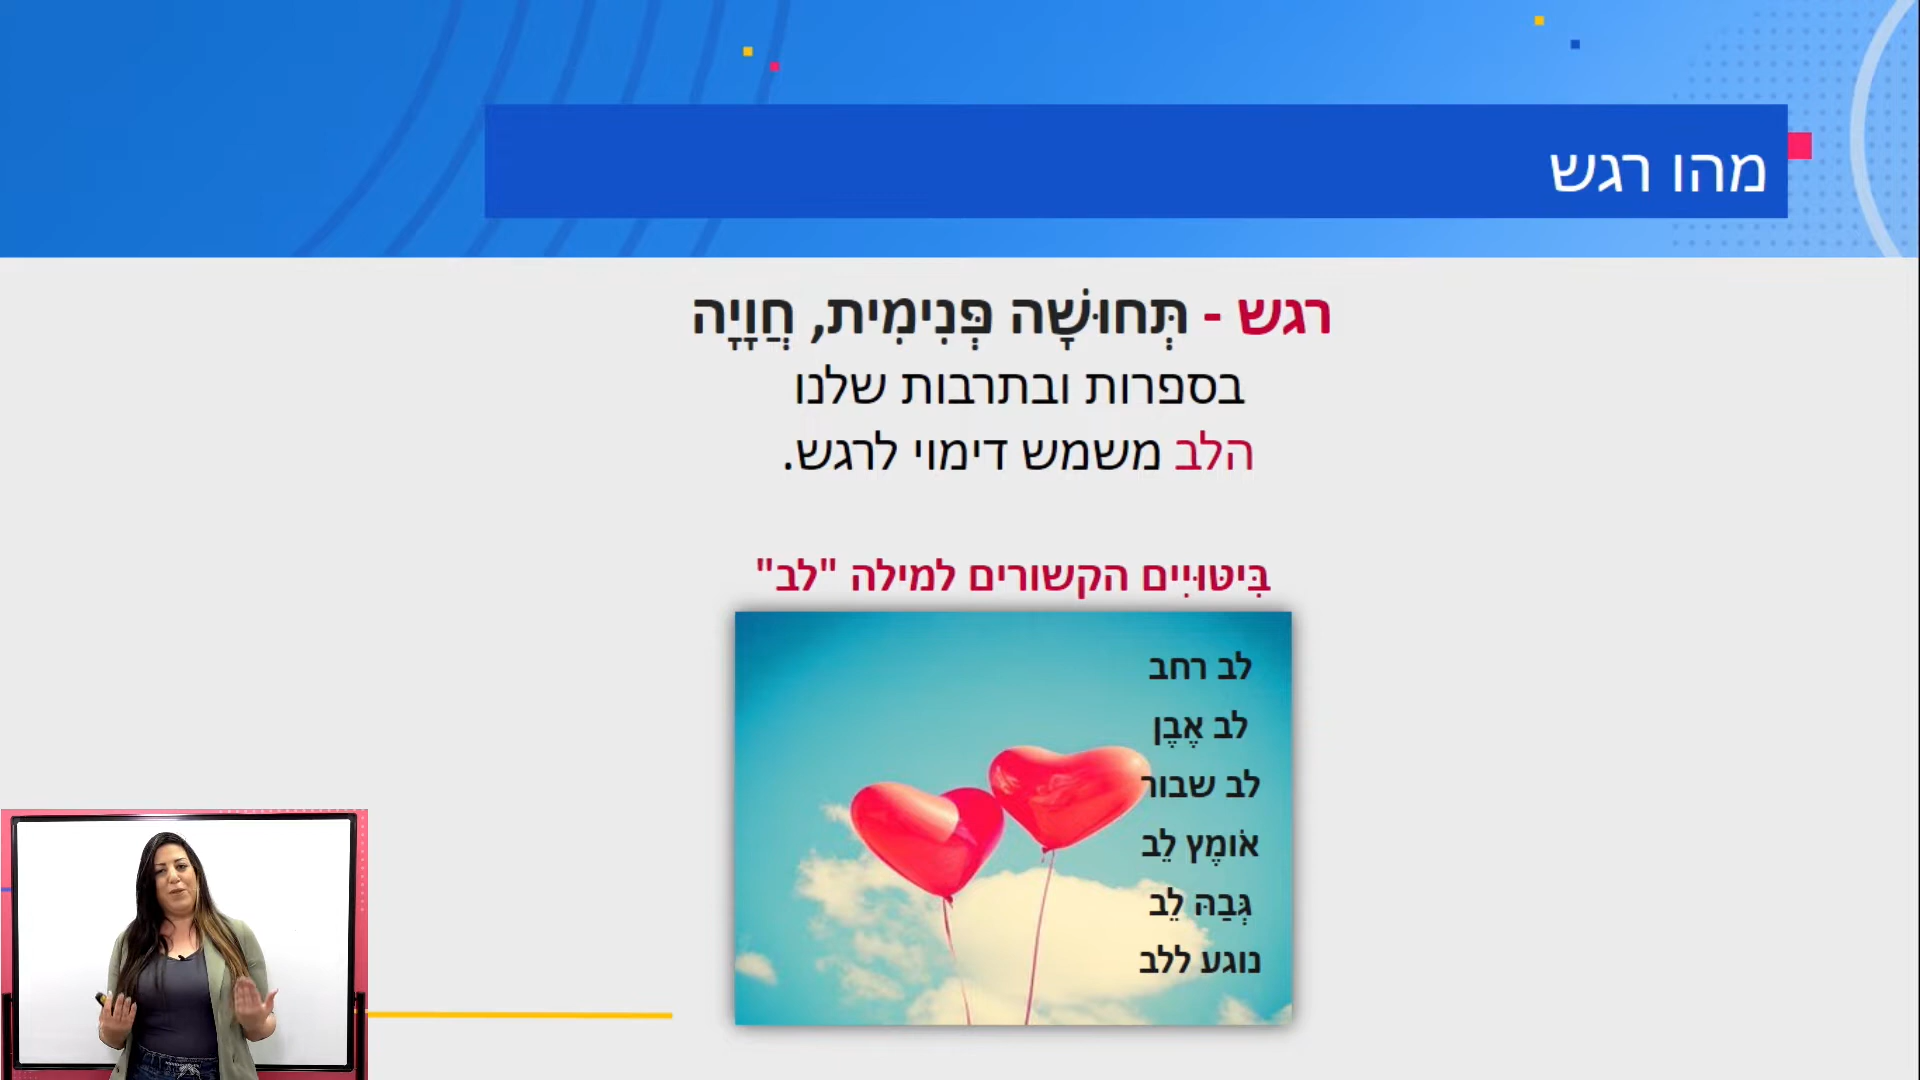 מהו רגש
רגש - תְּחוּשָׁה פְּנִימִית, חֲוָיָה
בספרות ובתרבות שלנו
הלב משמש דימוי לרגש.
בִּיטּוּיִים הקשורים למילה "לב"
לב רחב
לב אֶבֶן
לב שבור
אוֹמֶץ לֵב
גְּבַהּ לֵב
נוגע ללב